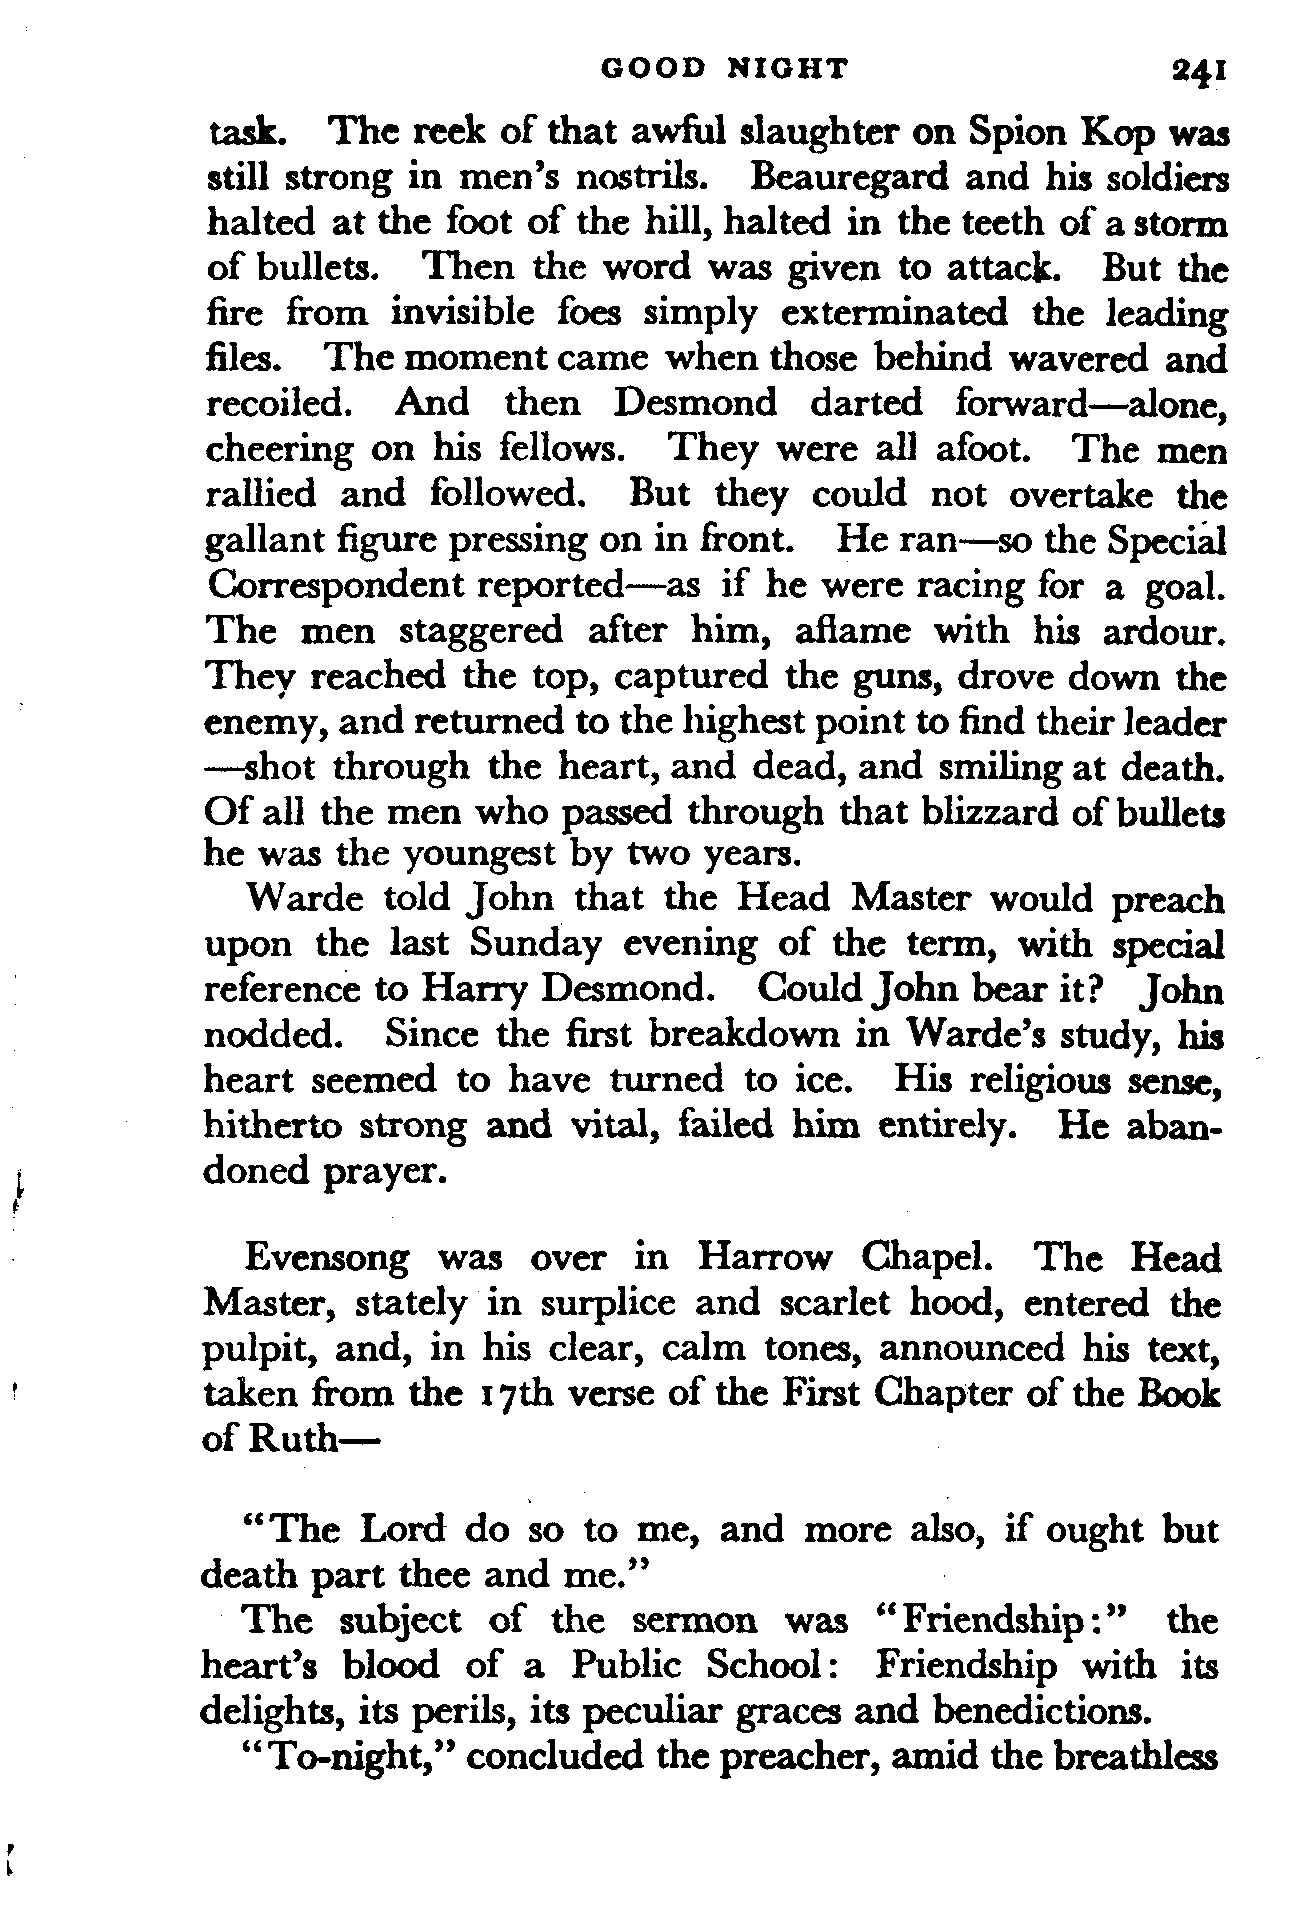 GOOD NIGHT 241
task. The reek of that awful slaughter on Spion Kop was
still strong in men's nostrils. Beauregard and his soldiers
halted at the foot of the hill, halted in the teeth of a storm
of bullets. Then the word was given to attack. But the
fire from invisible foes simply exterminated the leading
files. The moment came when those behind wavered and
recoiled. And then Desmond darted forward—alone,
cheering on his fellows. They were all afoot. The men
rallied and followed. But they could not overtake the
gallant figure pressing on in front. He ran—so the Special
Correspondent reported—as if he were racing for a goal.
The men staggered after him, aflame with his ardour.
They reached the top, captured the guns, drove down the
enemy, and returned to the highest point to find their leader
—shot through the heart, and dead, and smiling at death.
Of all the men who passed through that blizzard of bullets
he was the youngest by two years.
Warde told John that the Head Master would preach
upon the last Sunday evening of the term, with special
reference to Harry Desmond. Could John bear it? John
nodded. Since the first breakdown in Warde's study, his
heart seemed to have turned to ice. His religious sense,
hitherto strong and vital, failed him entirely. He aban-
doned prayer.
Evensong was over in Harrow Chapel. The Head
Master, stately in surplice and scarlet hood, entered the
pulpit, and, in his clear, calm tones, announced his text,
taken from the 17th verse of the First Chapter of the Book
of Ruth—
"The Lord do so to me, and more also, if ought but
death part thee and me."
The subject of the sermon was "Friendship:" the
heart's blood of a Public School: Friendship with its
delights, its perils, its peculiar graces and benedictions.
"To-night," concluded the preacher, amid the breathless